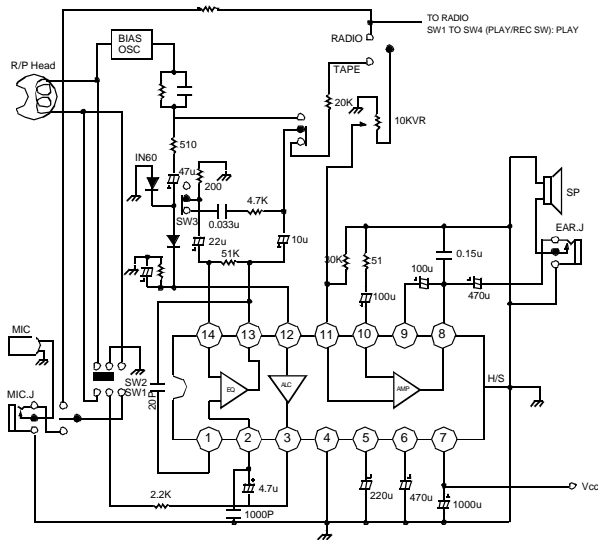 TO RADIO
SW1 TO SW4 (PLAY/REC SW): PLAY
RADIO
BIAS
OSC
R/P Head
TAPE
20K
10KVR
510
IN60
47u
200
4.7K
SW3
0.033u
22u
10u
51K
30K
51
0.15u
SP
EAR.J
100u
100u
470u
14
13
12
11
10
9
8
MIC
SW2
SW1
20P
EQ
ALC
AMP
H/S
MIC.J
1
2
3
4
5
6
7
2.2K
4.7u
1000P
220u
470u
1000u
Vcc